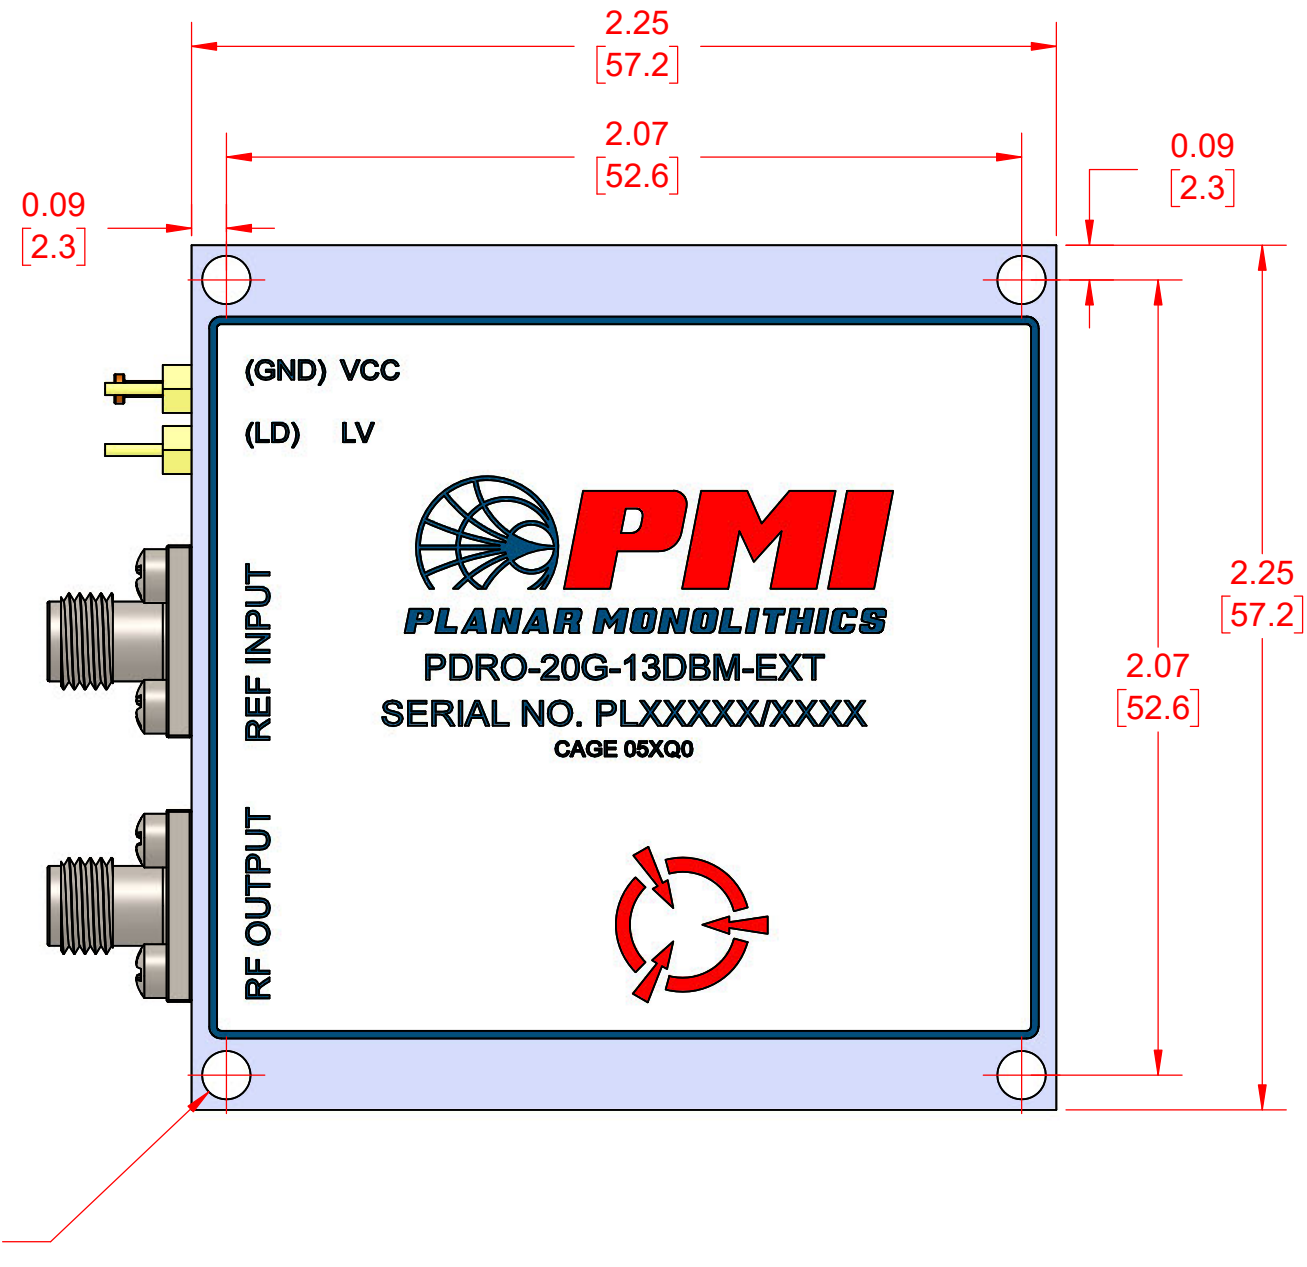 2.25
[57.2]
2.07
[52.6]
0.09
[2.3]
0.09
[2.3]
(GND) VCC
(LD) LV
PMI
PLANAR MONOLITHICS
PDRO-20G-13DBM-EXT
SERIAL NO. PLXXXXX/XXXX
CAGE 05XQ0
REF INPUT
RF OUTPUT
2.25
[57.2]
2.07
[52.6]